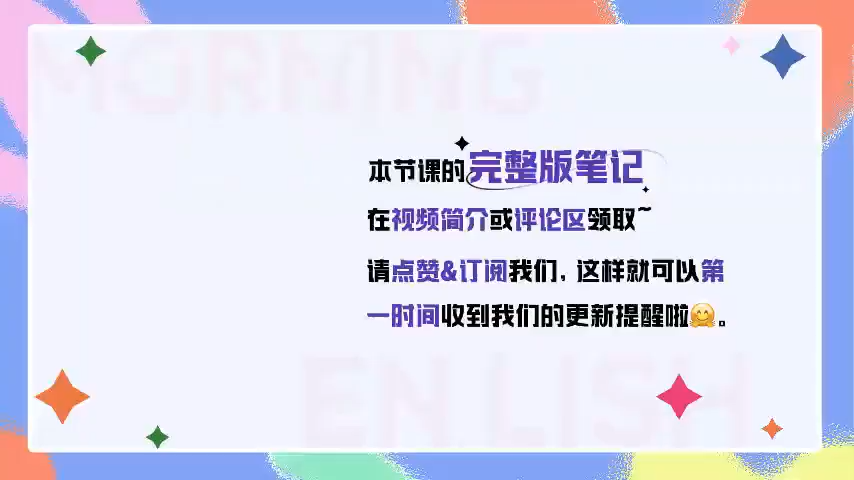 MORNING
本节课的完整版笔记
在视频简介或评论区领取~
请点赞&订阅我们,这样就可以第
一时间收到我们的更新提醒啦🤗。
EN LISH